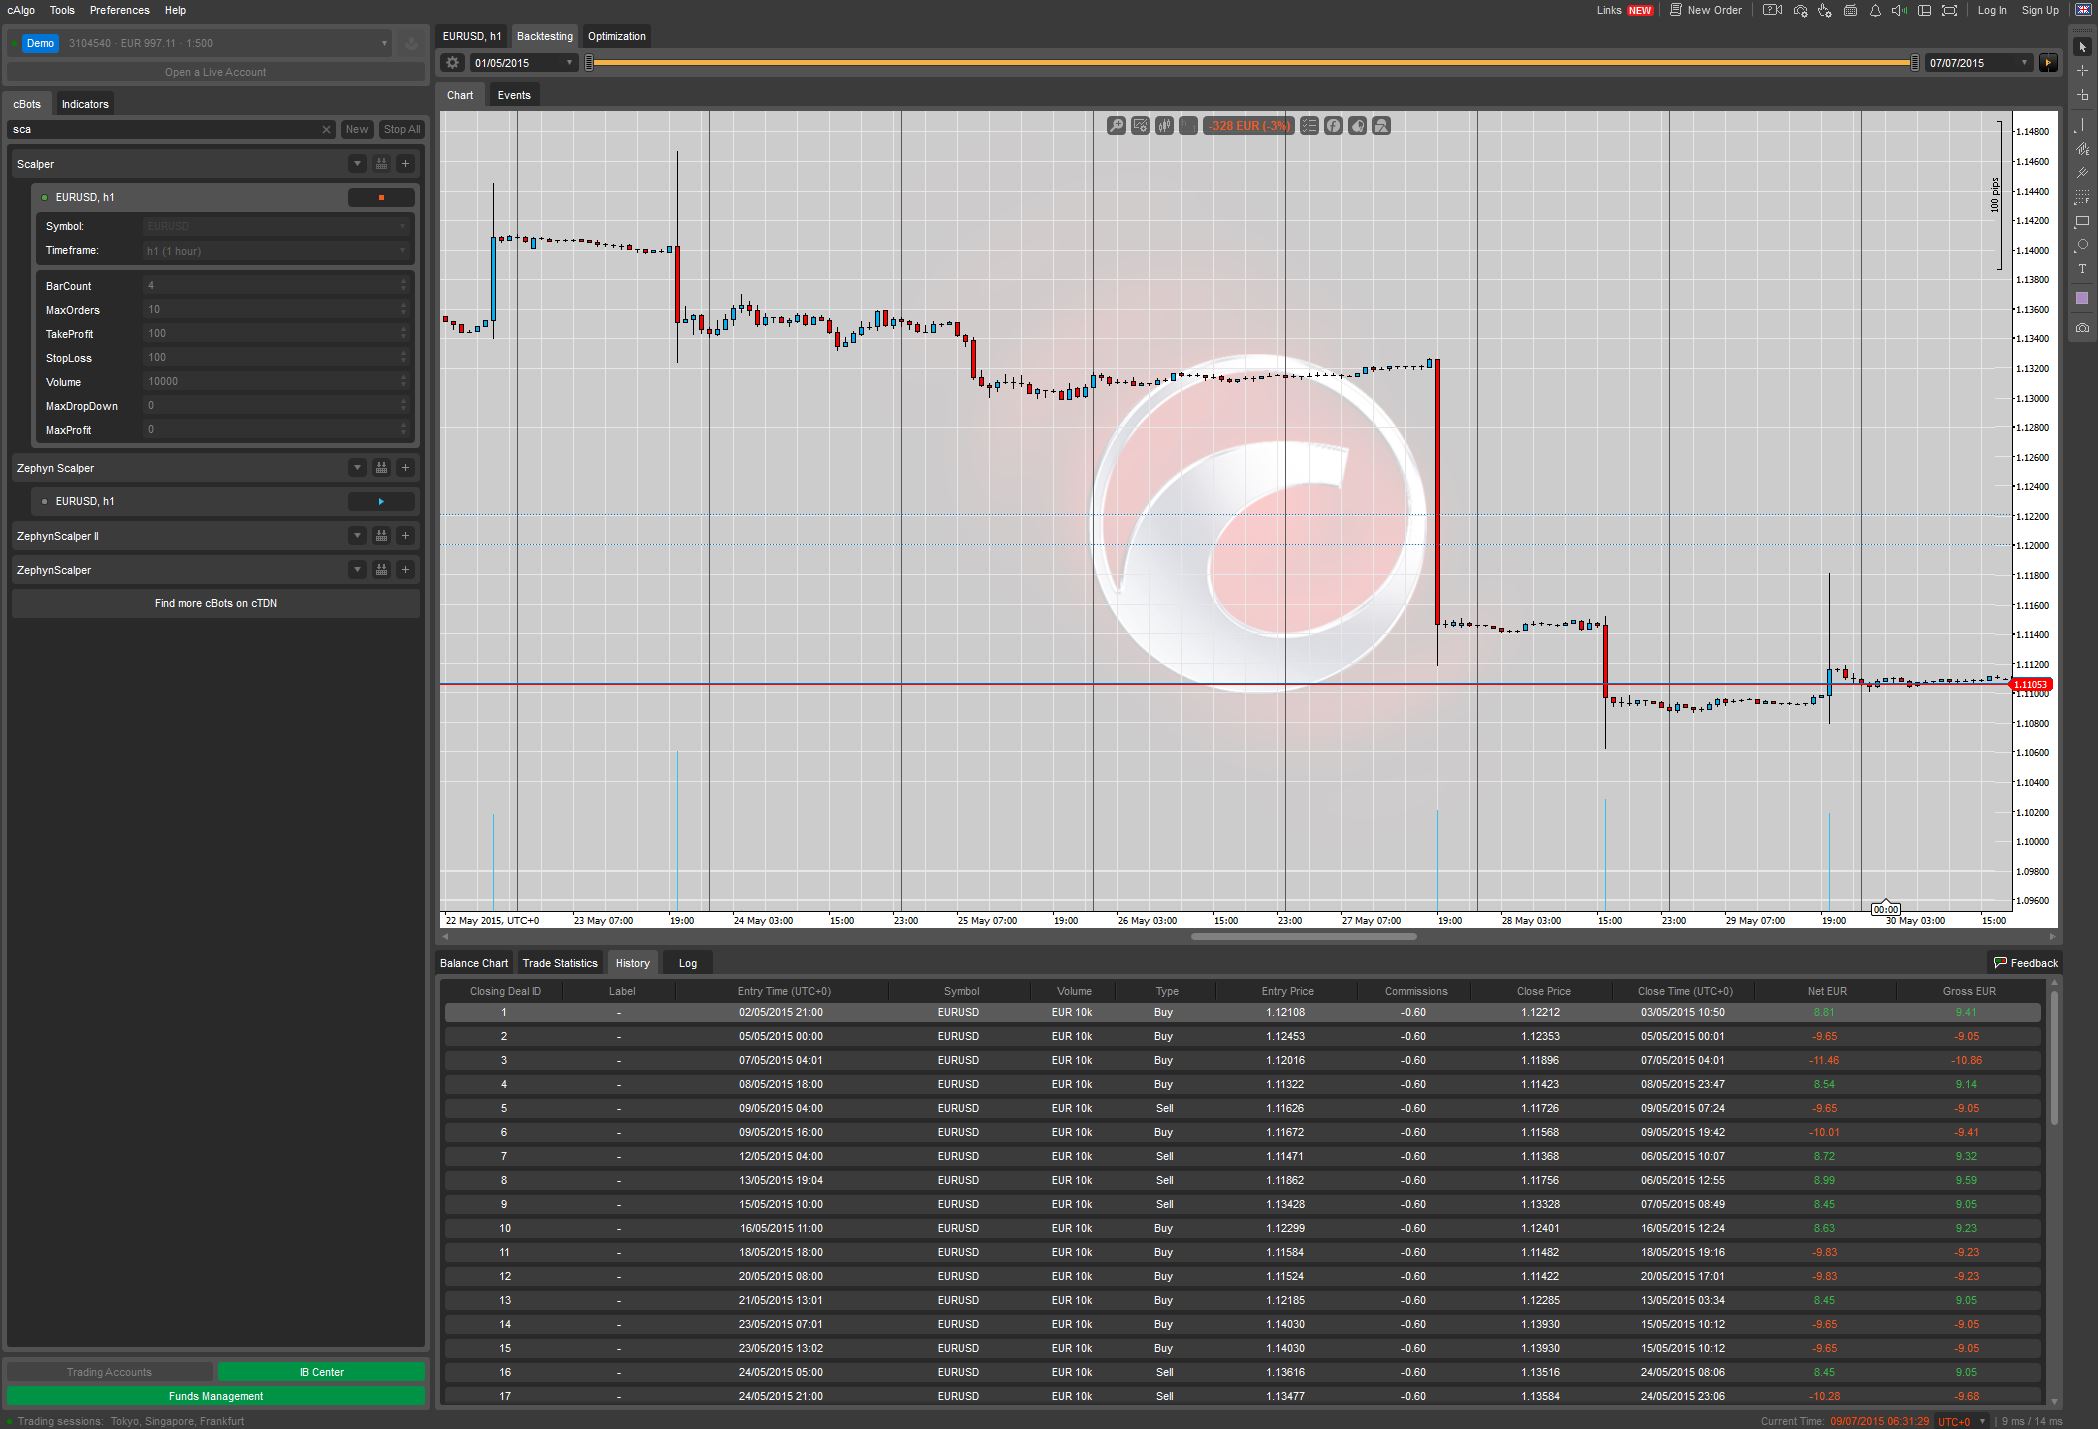 cAlgo Tools Preferences Help Links NEW New Order Log In Sign Up
Demo 3104540 · EUR 997.11 · 1:500
Open a Live Account
EURUSD, h1 Backtesting Optimization
01/05/2015 07/07/2015
cBots Indicators
Chart Events
sca New Stop All
Scalper
EURUSD, h1
Symbol: EURUSD
Timeframe: h1 (1 hour)
BarCount 4
MaxOrders 10
TakeProfit 100
StopLoss 100
Volume 10000
MaxDropDown 0
MaxProfit 0
Zephyn Scalper
EURUSD, h1
ZephynScalper II
ZephynScalper
Find more cBots on cTDN
-328 EUR (-3%)
100 pips
1.14800
1.14600
1.14400
1.14200
1.14000
1.13800
1.13600
1.13400
1.13200
1.13000
1.12800
1.12600
1.12400
1.12200
1.12000
1.11800
1.11600
1.11400
1.11200
1.11053
1.11000
1.10800
1.10600
1.10400
1.10200
1.10000
1.09800
1.09600
00:00
22 May 2015, UTC+0 23 May 07:00 19:00 24 May 03:00 15:00 23:00 25 May 07:00 19:00 26 May 03:00 15:00 23:00 27 May 07:00 19:00 28 May 03:00 15:00 23:00 29 May 07:00 19:00 30 May 03:00 15:00
Balance Chart Trade Statistics History Log Feedback
Closing Deal ID Label Entry Time (UTC+0) Symbol Volume Type Entry Price Commissions Close Price Close Time (UTC+0) Net EUR Gross EUR
1 - 02/05/2015 21:00 EURUSD EUR 10k Buy 1.12108 -0.60 1.12212 03/05/2015 10:50 8.81 9.41
2 - 05/05/2015 00:00 EURUSD EUR 10k Buy 1.12453 -0.60 1.12353 05/05/2015 00:01 -9.65 -9.05
3 - 07/05/2015 04:01 EURUSD EUR 10k Buy 1.12016 -0.60 1.11896 07/05/2015 04:01 -11.46 -10.86
4 - 08/05/2015 18:00 EURUSD EUR 10k Buy 1.11322 -0.60 1.11423 08/05/2015 23:47 8.54 9.14
5 - 09/05/2015 04:00 EURUSD EUR 10k Sell 1.11626 -0.60 1.11726 09/05/2015 07:24 -9.65 -9.05
6 - 09/05/2015 16:00 EURUSD EUR 10k Buy 1.11672 -0.60 1.11568 09/05/2015 19:42 -10.01 -9.41
7 - 12/05/2015 04:00 EURUSD EUR 10k Sell 1.11471 -0.60 1.11368 06/05/2015 10:07 8.72 9.32
8 - 13/05/2015 19:04 EURUSD EUR 10k Sell 1.11862 -0.60 1.11756 06/05/2015 12:55 8.99 9.59
9 - 15/05/2015 10:00 EURUSD EUR 10k Sell 1.13428 -0.60 1.13328 07/05/2015 08:49 8.45 9.05
10 - 16/05/2015 11:00 EURUSD EUR 10k Buy 1.12299 -0.60 1.12401 16/05/2015 12:24 8.63 9.23
11 - 18/05/2015 18:00 EURUSD EUR 10k Buy 1.11584 -0.60 1.11482 18/05/2015 19:16 -9.83 -9.23
12 - 20/05/2015 08:00 EURUSD EUR 10k Buy 1.11524 -0.60 1.11422 20/05/2015 17:01 -9.83 -9.23
13 - 21/05/2015 13:01 EURUSD EUR 10k Buy 1.12185 -0.60 1.12285 13/05/2015 03:34 8.45 9.05
14 - 23/05/2015 07:01 EURUSD EUR 10k Buy 1.14030 -0.60 1.13930 15/05/2015 10:12 -9.65 -9.05
15 - 23/05/2015 13:02 EURUSD EUR 10k Buy 1.14030 -0.60 1.13930 15/05/2015 10:12 -9.65 -9.05
16 - 24/05/2015 05:00 EURUSD EUR 10k Sell 1.13616 -0.60 1.13516 24/05/2015 08:06 8.45 9.05
17 - 24/05/2015 21:00 EURUSD EUR 10k Sell 1.13477 -0.60 1.13584 24/05/2015 23:06 -10.28 -9.68
Trading Accounts IB Center
Funds Management
Trading sessions: Tokyo, Singapore, Frankfurt Current Time: 09/07/2015 06:31:29 UTC+0 | 9 ms / 14 ms